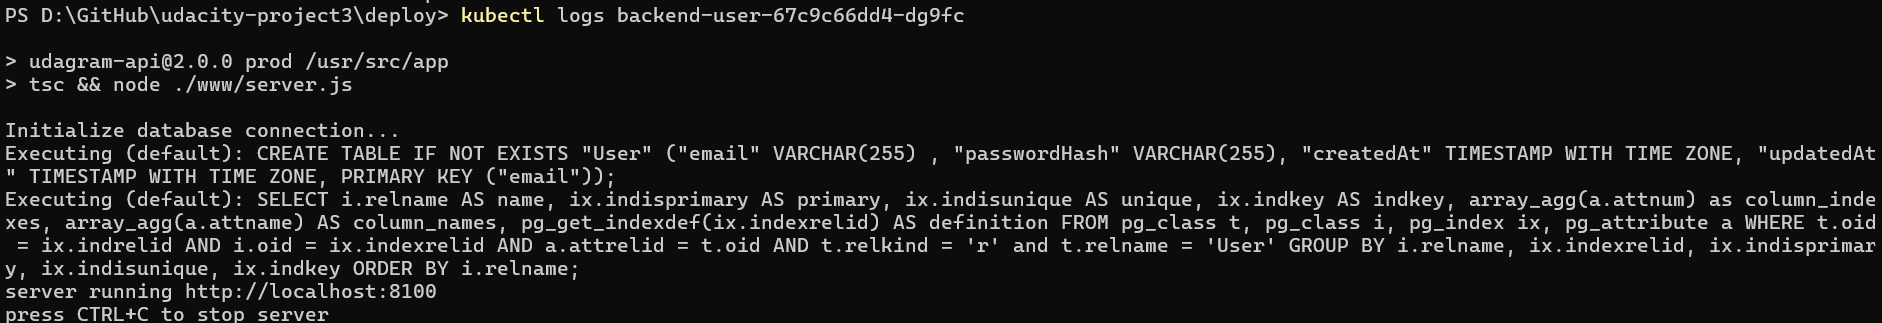 PS D:\GitHub\udacity-project3\deploy> kubectl logs backend-user-67c9c66dd4-dg9fc
> udagram-api@2.0.0 prod /usr/src/app
> tsc && node ./www/server.js
Initialize database connection...
Executing (default): CREATE TABLE IF NOT EXISTS "User" ("email" VARCHAR(255) , "passwordHash" VARCHAR(255), "createdAt" TIMESTAMP WITH TIME ZONE, "updatedAt
" TIMESTAMP WITH TIME ZONE, PRIMARY KEY ("email"));
Executing (default): SELECT i.relname AS name, ix.indisprimary AS primary, ix.indisunique AS unique, ix.indkey AS indkey, array_agg(a.attnum) as column_inde
xes, array_agg(a.attname) AS column_names, pg_get_indexdef(ix.indexrelid) AS definition FROM pg_class t, pg_class i, pg_index ix, pg_attribute a WHERE t.oid
 = ix.indrelid AND i.oid = ix.indexrelid AND a.attrelid = t.oid AND t.relkind = 'r' and t.relname = 'User' GROUP BY i.relname, ix.indexrelid, ix.indisprimar
y, ix.indisunique, ix.indkey ORDER BY i.relname;
server running http://localhost:8100
press CTRL+C to stop server